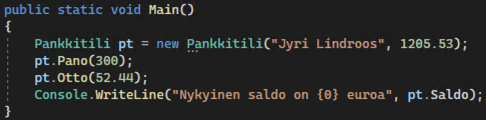 public static void Main()
{
Pankkitili pt = new Pankkitili("Jyri Lindroos", 1205.53);
pt.Pano(300);
pt.Otto(52.44);
Console.WriteLine("Nykyinen saldo on {0} euroa", pt.Saldo);
}